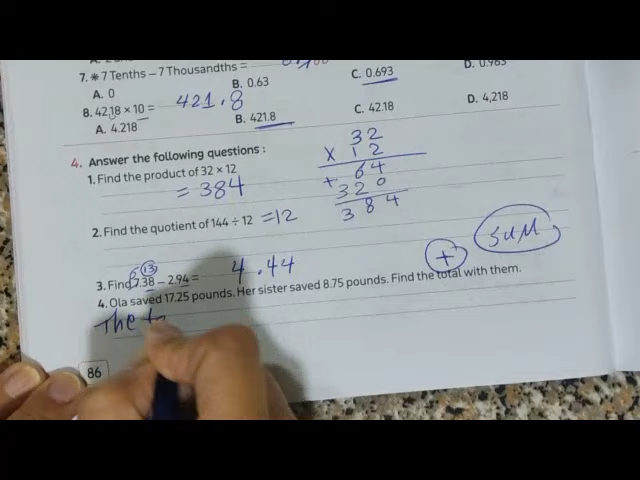 7. * 7 Tenths – 7 Thousandths =
A. 0 B. 0.63 C. 0.693 D. 0.963
8. 42.18 × 10 = 421.8
A. 4.218 B. 421.8 C. 42.18 D. 4,218
4. Answer the following questions :
1. Find the product of 32 × 12
= 384
32
× 12
64
+ 320
384
2. Find the quotient of 144 ÷ 12 = 12
+ SUM
3. Find 7.38 – 2.94 = 4.44
13
4. Ola saved 17.25 pounds. Her sister saved 8.75 pounds. Find the total with them.
The
86